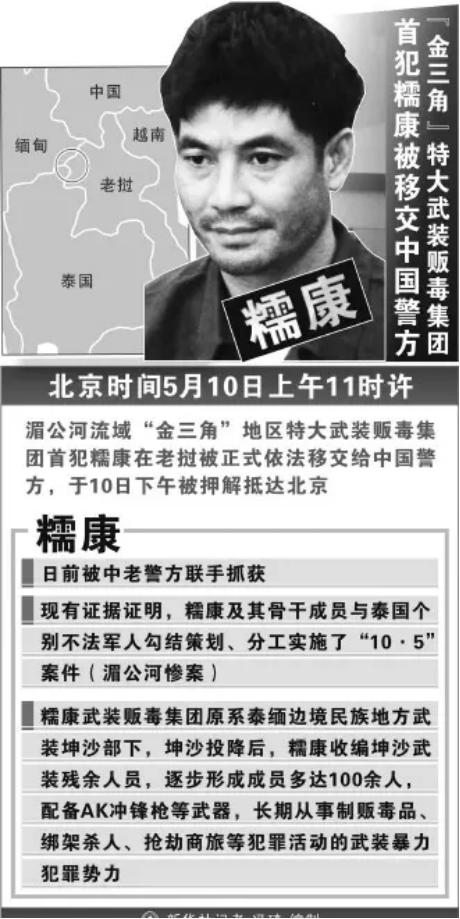 『金三角』特大武装贩毒集团
首犯糯康被移交中国警方
中国
缅甸
越南
老挝
泰国
糯康
北京时间5月10日上午11时许
湄公河流域“金三角”地区特大武装贩毒集
团首犯糯康在老挝被正式依法移交给中国警
方，于10日下午被押解抵达北京
糯康
日前被中老警方联手抓获
现有证据证明，糯康及其骨干成员与泰国个
别不法军人勾结策划、分工实施了“10·5”
案件（湄公河惨案）
糯康武装贩毒集团原系泰缅边境民族地方武
装坤沙部下，坤沙投降后，糯康收编坤沙武
装残余人员，逐步形成成员多达100余人，
配备AK冲锋枪等武器，长期从事制贩毒品、
绑架杀人、抢劫商旅等犯罪活动的武装暴力
犯罪势力